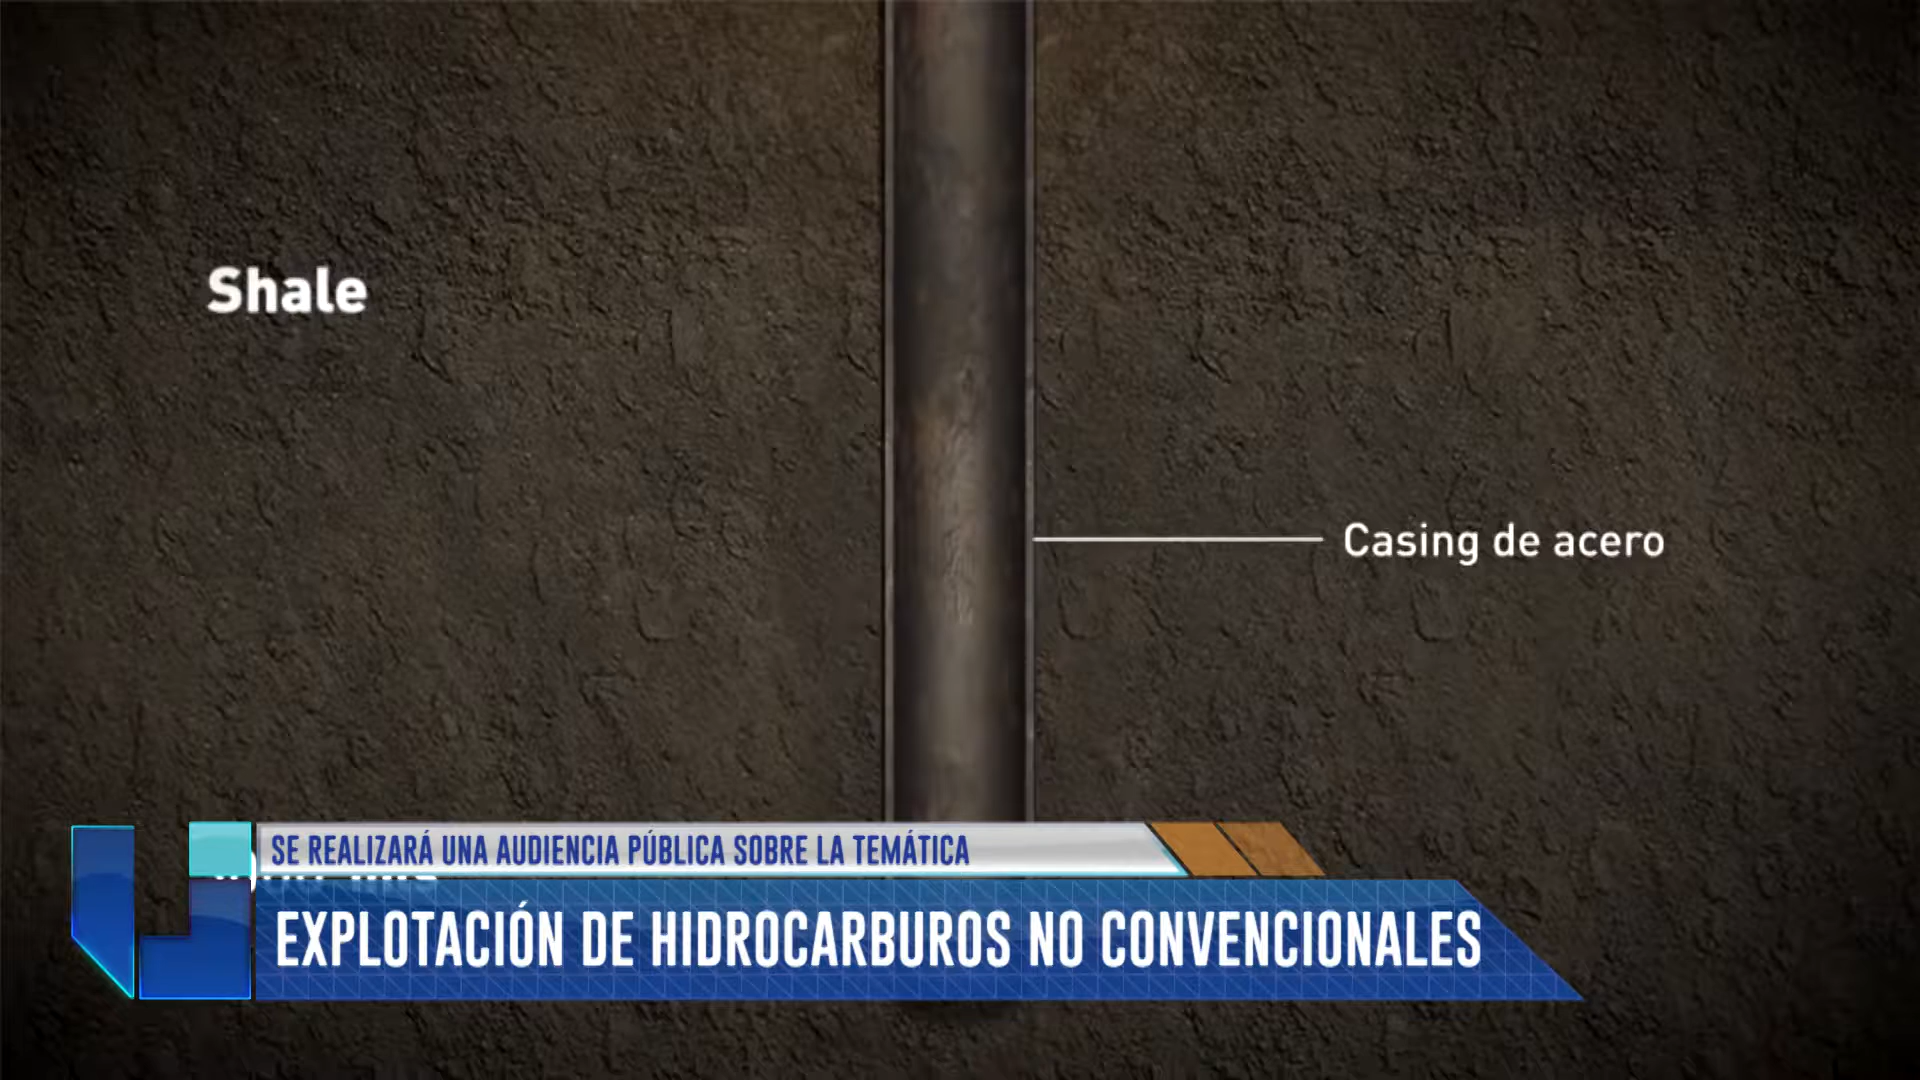 Shale
Casing de acero
SE REALIZARÁ UNA AUDIENCIA PÚBLICA SOBRE LA TEMÁTICA
EXPLOTACIÓN DE HIDROCARBUROS NO CONVENCIONALES